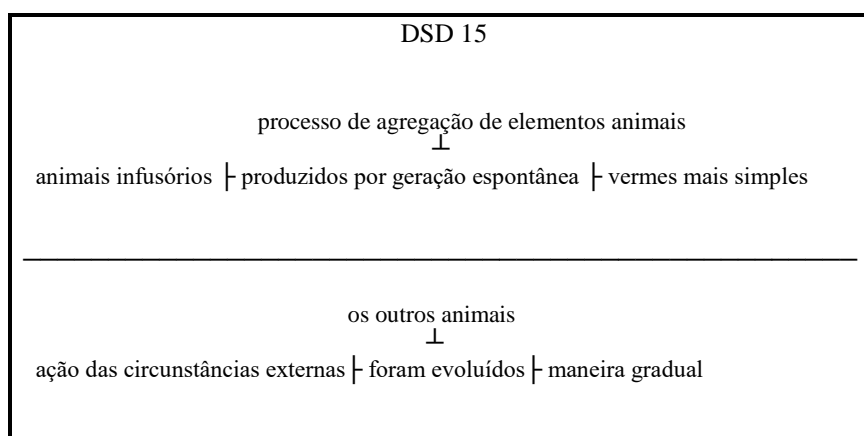 DSD 15
processo de agregação de elementos animais
┴
animais infusórios ├ produzidos por geração espontânea ├ vermes mais simples
os outros animais
┴
ação das circunstâncias externas ├ foram evoluídos ├ maneira gradual